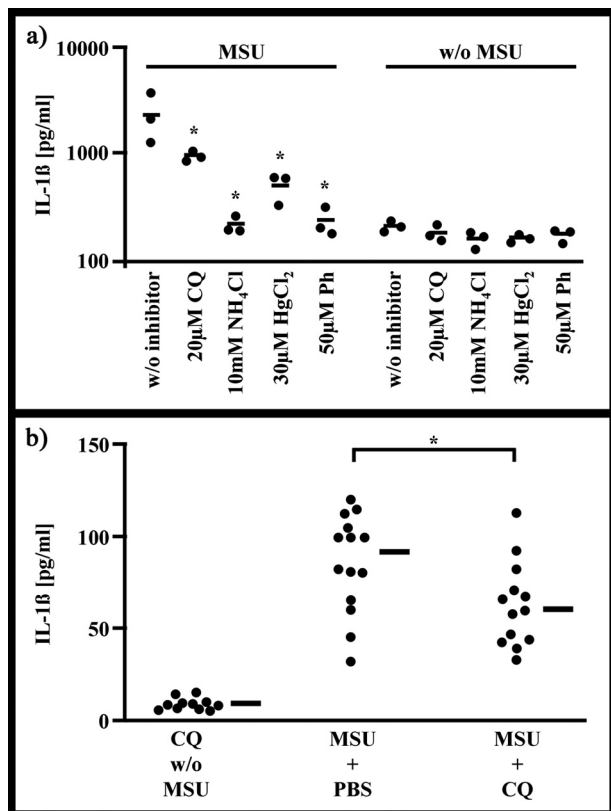 a)
MSU
w/o MSU
*
*
*
*
IL-1ß [pg/ml]
10000
1000
100
w/o inhibitor
20µM CQ
10mM NH₄Cl
30µM HgCl₂
50µM Ph
w/o inhibitor
20µM CQ
10mM NH₄Cl
30µM HgCl₂
50µM Ph
b)
*
IL-1ß [pg/ml]
150
100
50
0
CQ
w/o
MSU
MSU
+
PBS
MSU
+
CQ